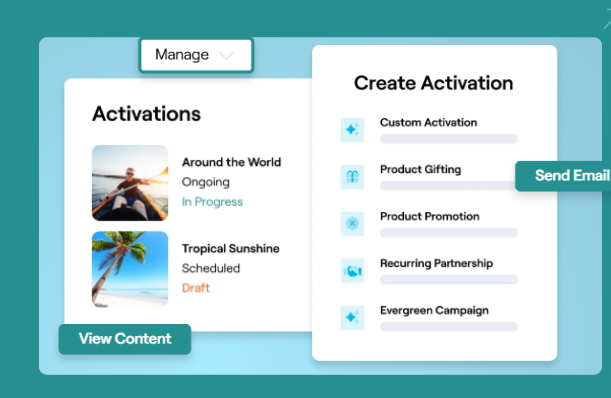 Manage
Activations
Around the World
Ongoing
In Progress
Tropical Sunshine
Scheduled
Draft
View Content
Create Activation
Custom Activation
Product Gifting
Product Promotion
Recurring Partnership
Evergreen Campaign
Send Email